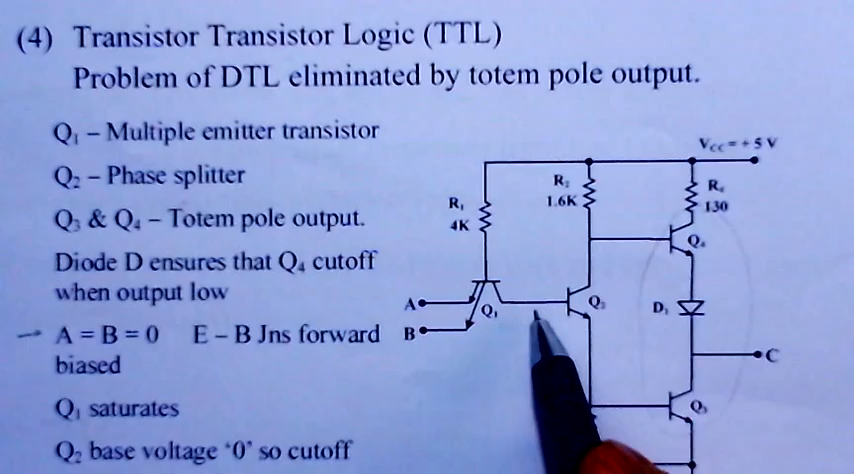 (4) Transistor Transistor Logic (TTL)
Problem of DTL eliminated by totem pole output.
Q₁ – Multiple emitter transistor
Q₂ – Phase splitter
Q₃ & Q₄ – Totem pole output.
Diode D ensures that Q₄ cutoff
when output low
A = B = 0 E – B Jns forward
biased
Q₁ saturates
Q₂ base voltage ‘0’ so cutoff
Vcc = + 5 V
R₁
4K
R₂
1.6K
R₄
130
Q₄
A
B
Q₁
Q₂
D₁
C
Q₃